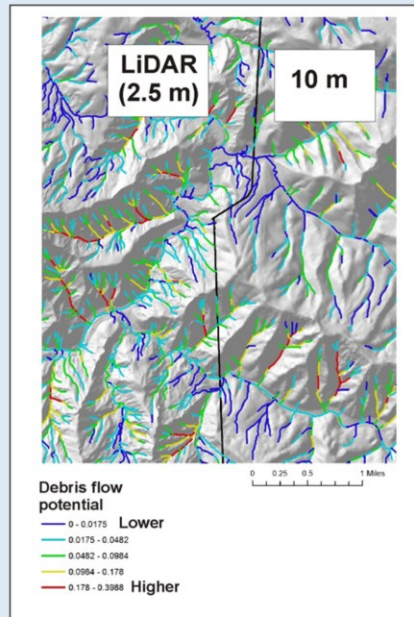 LiDAR
(2.5 m)
10 m
0 0.25 0.5 1 Miles
Debris flow
potential
0 - 0.0175 Lower
0.0175 - 0.0482
0.0482 - 0.0984
0.0984 - 0.178
0.178 - 0.3988 Higher